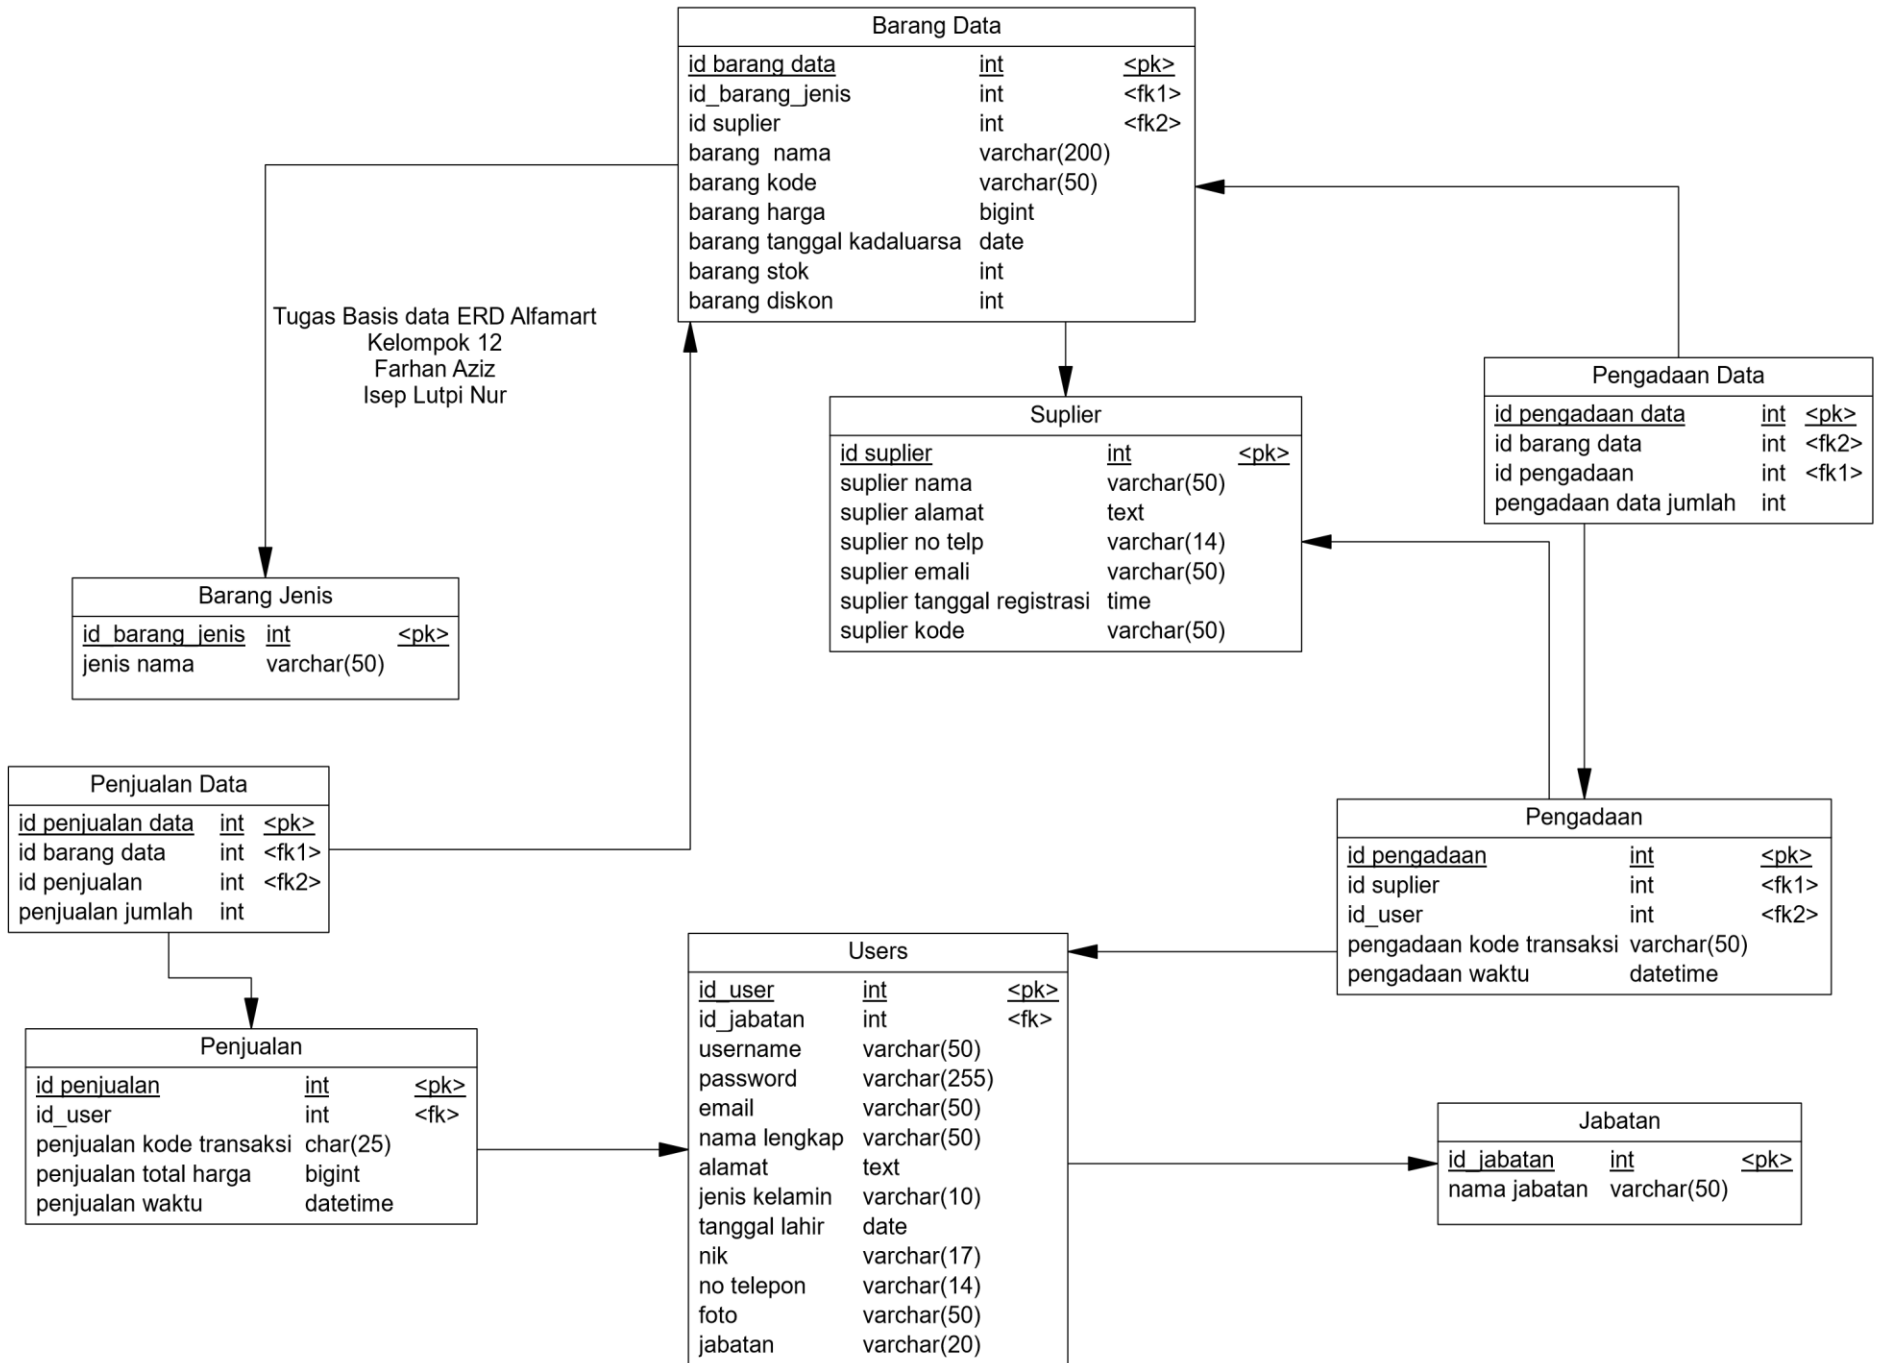 Barang Data
id barang data int <pk>
id_barang_jenis int <fk1>
id suplier int <fk2>
barang  nama varchar(200)
barang kode varchar(50)
barang harga bigint
barang tanggal kadaluarsa date
barang stok int
barang diskon int
Tugas Basis data ERD Alfamart
Kelompok 12
Farhan Aziz
Isep Lutpi Nur
Pengadaan Data
id pengadaan data int <pk>
id barang data int <fk2>
id pengadaan int <fk1>
pengadaan data jumlah int
Suplier
id suplier int <pk>
suplier nama varchar(50)
suplier alamat text
suplier no telp varchar(14)
suplier emali varchar(50)
suplier tanggal registrasi time
suplier kode varchar(50)
Barang Jenis
id_barang_jenis int <pk>
jenis nama varchar(50)
Penjualan Data
id penjualan data int <pk>
id barang data int <fk1>
id penjualan int <fk2>
penjualan jumlah int
Pengadaan
id pengadaan int <pk>
id suplier int <fk1>
id_user int <fk2>
pengadaan kode transaksi varchar(50)
pengadaan waktu datetime
Users
id_user int <pk>
id_jabatan int <fk>
username varchar(50)
password varchar(255)
email varchar(50)
nama lengkap varchar(50)
alamat text
jenis kelamin varchar(10)
tanggal lahir date
nik varchar(17)
no telepon varchar(14)
foto varchar(50)
jabatan varchar(20)
Penjualan
id penjualan int <pk>
id_user int <fk>
penjualan kode transaksi char(25)
penjualan total harga bigint
penjualan waktu datetime
Jabatan
id_jabatan int <pk>
nama jabatan varchar(50)